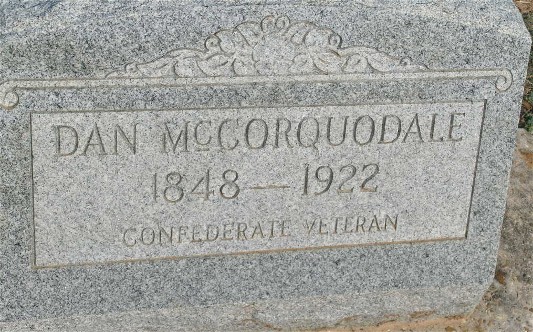 DAN McCORQUODALE
1848 — 1922
CONFEDERATE VETERAN